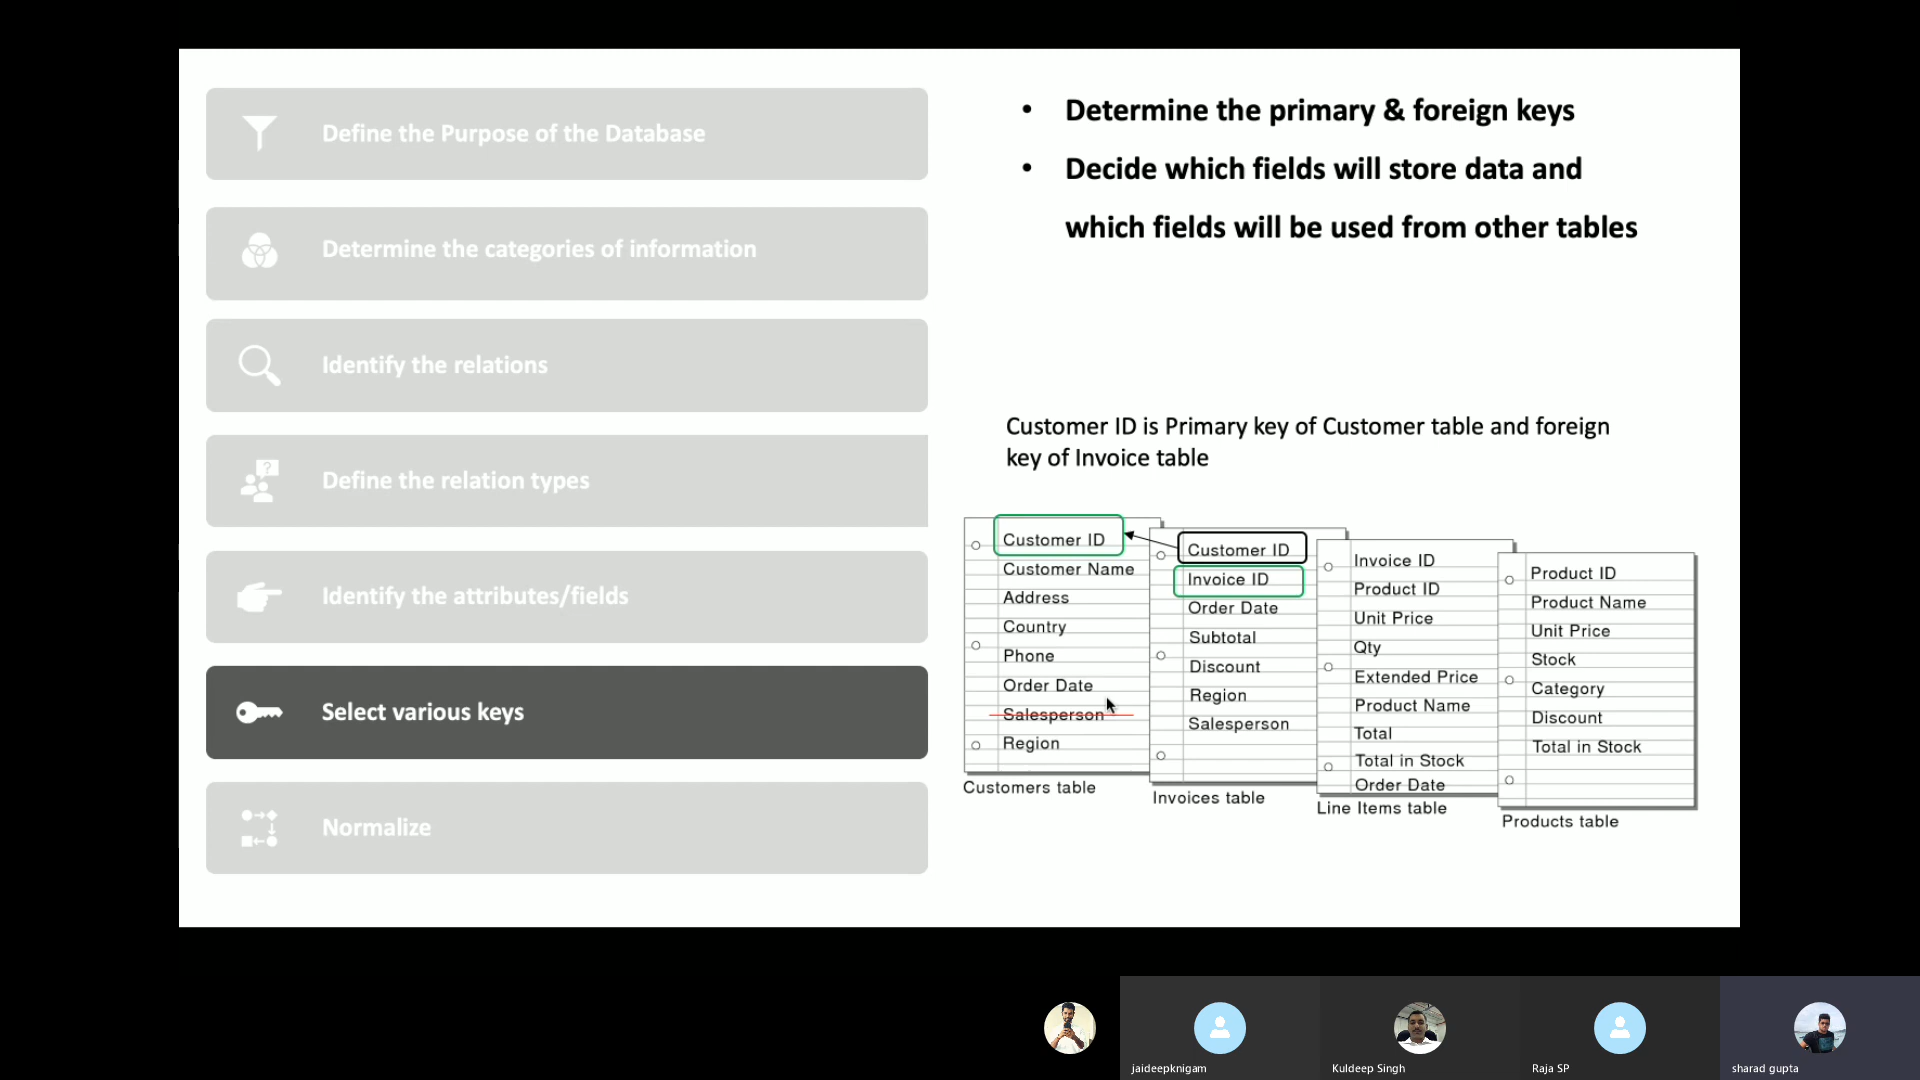 Define the Purpose of the Database
Determine the categories of information
Identify the relations
Define the relation types
?
Identify the attributes/fields
Select various keys
Normalize
• Determine the primary & foreign keys
• Decide which fields will store data and
which fields will be used from other tables
Customer ID is Primary key of Customer table and foreign
key of Invoice table
Customer ID
Customer Name
Address
Country
Phone
Order Date
Salesperson
Region
Customers table
Customer ID
Invoice ID
Order Date
Subtotal
Discount
Region
Salesperson
Invoices table
Invoice ID
Product ID
Unit Price
Qty
Extended Price
Product Name
Total
Total in Stock
Order Date
Line Items table
Product ID
Product Name
Unit Price
Stock
Category
Discount
Total in Stock
Products table
jaideepknigam
Kuldeep Singh
Raja SP
sharad gupta